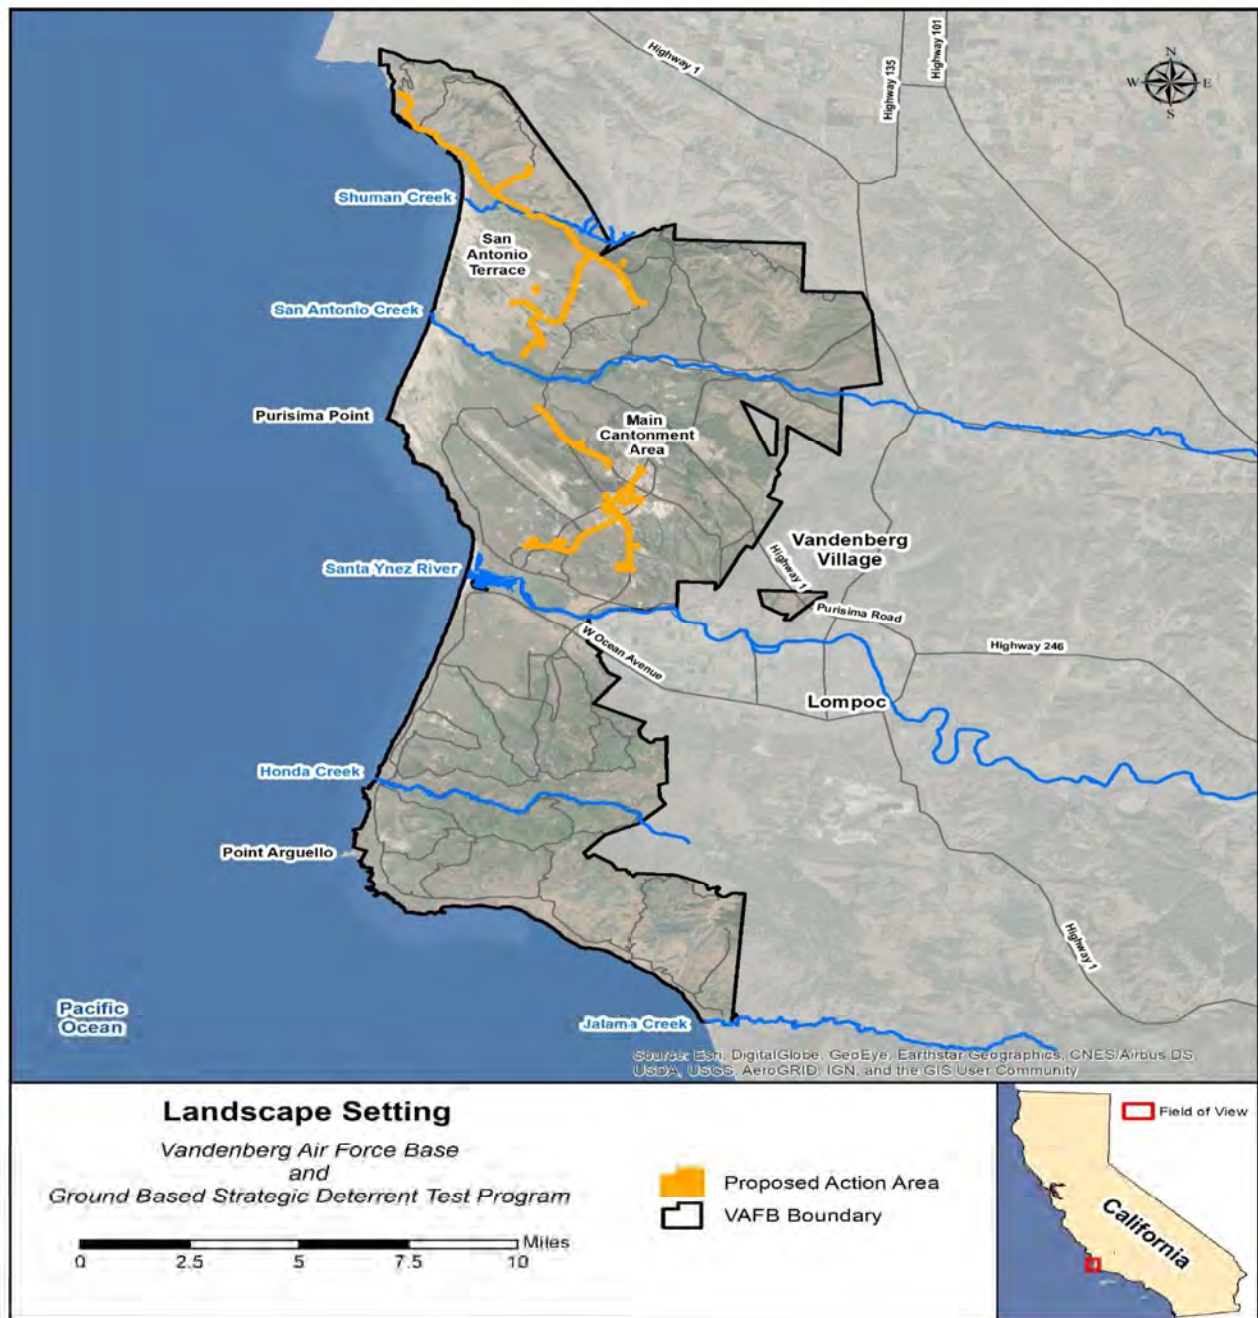 Highway 1
Highway 135
Highway 101
N
W
E
S
Shuman Creek
San
Antonio
Terrace
San Antonio Creek
Purisima Point
Main
Cantonment
Area
Vandenberg
Village
Highway 1
Santa Ynez River
Purisima Road
W Ocean Avenue
Highway 246
Lompoc
Honda Creek
Point Arguello
Highway 1
Pacific
Ocean
Jalama Creek
Source: Esri, DigitalGlobe, GeoEye, Earthstar Geographics, CNES/Airbus DS,
USDA, USGS, AeroGRID, IGN, and the GIS User Community
Landscape Setting
Vandenberg Air Force Base
and
Ground Based Strategic Deterrent Test Program
Miles
0 2.5 5 7.5 10
Proposed Action Area
VAFB Boundary
Field of View
California